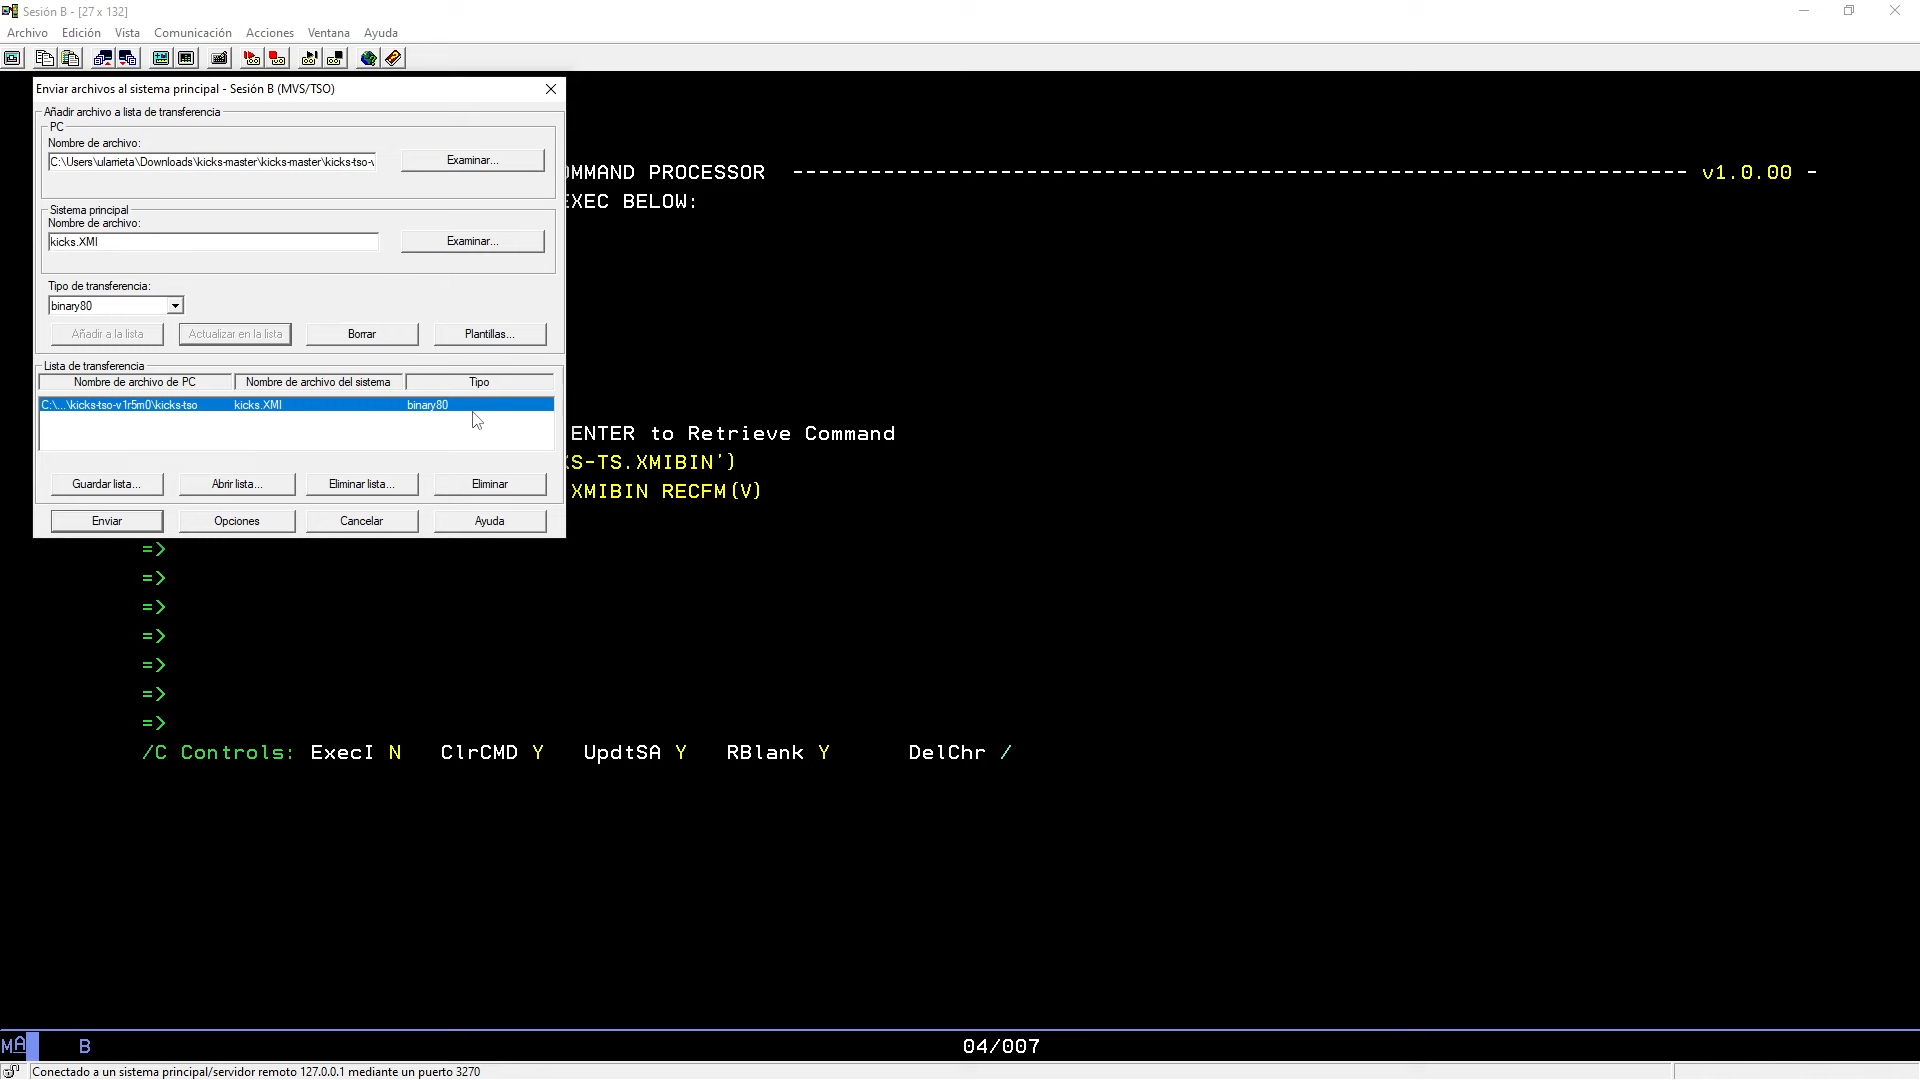 Sesión B - [27 x 132]
Archivo Edición Vista Comunicación Acciones Ventana Ayuda
Enviar archivos al sistema principal - Sesión B (MVS/TSO)
Añadir archivo a lista de transferencia
PC
Nombre de archivo:
C:\Users\ularrieta\Downloads\kicks-master\kicks-master\kicks-tso-v
Examinar...
Sistema principal
Nombre de archivo:
kicks.XMI
Examinar...
Tipo de transferencia:
binary80
Añadir a la lista Actualizar en la lista Borrar Plantillas...
Lista de transferencia
Nombre de archivo de PC Nombre de archivo del sistema Tipo
C:\...\kicks-tso-v1r5m0\kicks-tso kicks.XMI binary80
Guardar lista... Abrir lista... Eliminar lista... Eliminar
Enviar Opciones Cancelar Ayuda
OMMAND PROCESSOR ---------------------------------------------------------------------- v1.0.00 -
EXEC BELOW:
ENTER to Retrieve Command
KS-TS.XMIBIN')
XMIBIN RECFM(V)
=>
=>
=>
=>
=>
=>
=>
/C Controls: ExecI N ClrCMD Y UpdtSA Y RBlank Y DelChr /
MA B 04/007
Conectado a un sistema principal/servidor remoto 127.0.0.1 mediante un puerto 3270